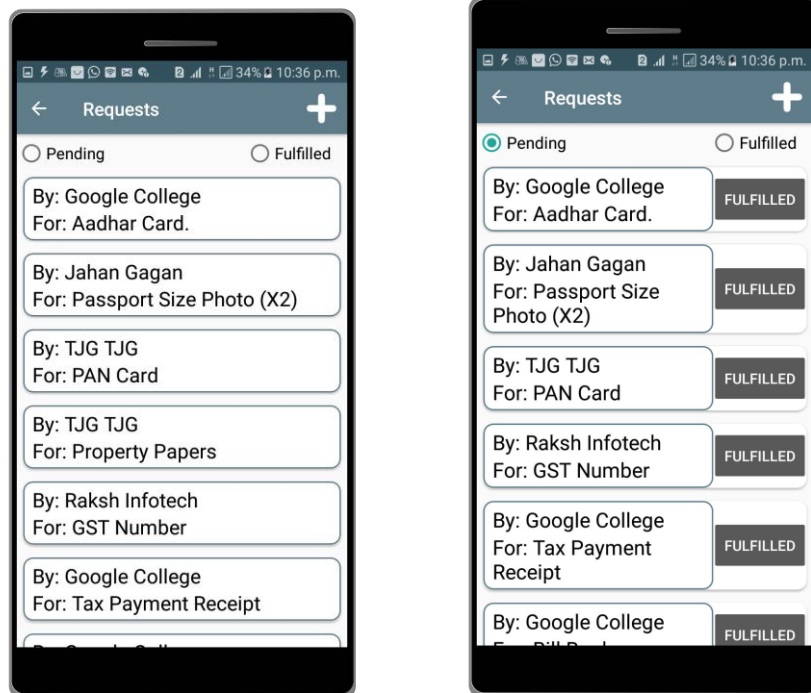 34% 10:36 p.m.
Requests
Pending Fulfilled
By: Google College
For: Aadhar Card.
By: Jahan Gagan
For: Passport Size Photo (X2)
By: TJG TJG
For: PAN Card
By: TJG TJG
For: Property Papers
By: Raksh Infotech
For: GST Number
By: Google College
For: Tax Payment Receipt
34% 10:36 p.m.
Requests
Pending Fulfilled
By: Google College
For: Aadhar Card.
FULFILLED
By: Jahan Gagan
For: Passport Size
Photo (X2)
FULFILLED
By: TJG TJG
For: PAN Card
FULFILLED
By: Raksh Infotech
For: GST Number
FULFILLED
By: Google College
For: Tax Payment
Receipt
FULFILLED
By: Google College
FULFILLED